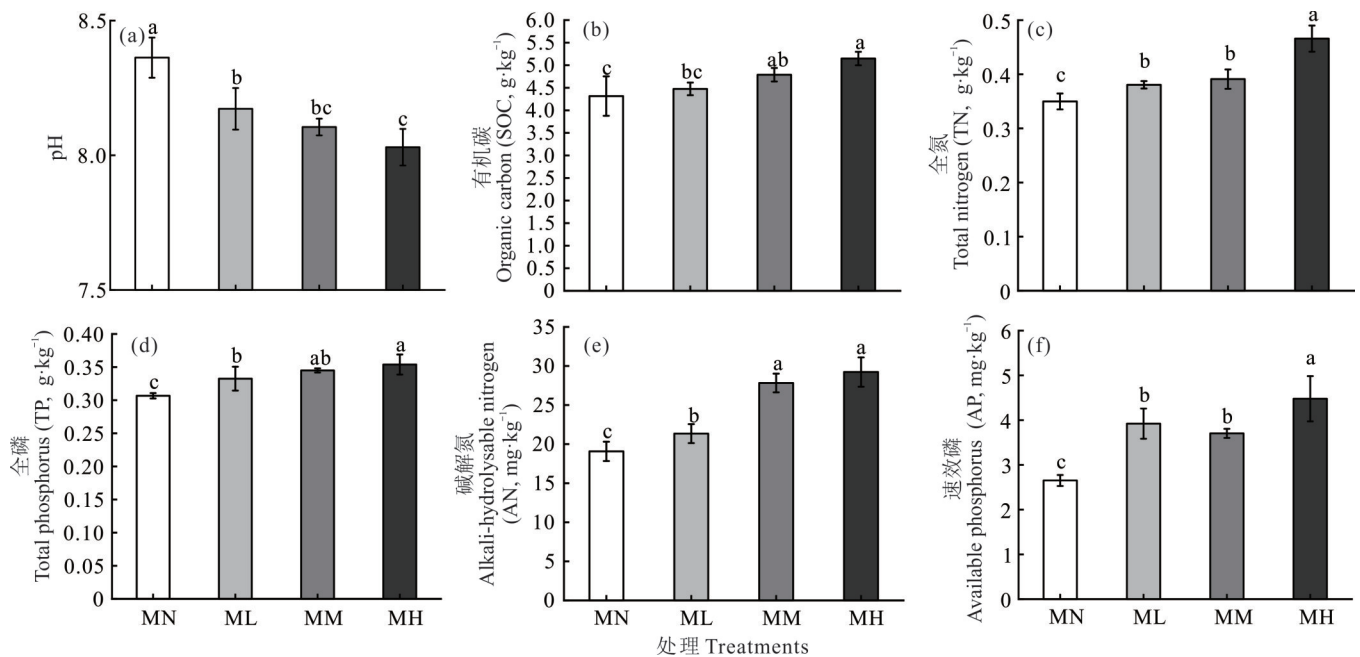 (a)
pH
8.5
8.0
7.5
a
b
bc
c
MN
ML
MM
MH
(b)
有机碳
Organic carbon (SOC, g·kg⁻¹)
6.0
5.5
5.0
4.5
4.0
3.5
3.0
2.5
2.0
1.5
1.0
0.5
0
c
bc
ab
a
MN
ML
MM
MH
(c)
全氮
Total nitrogen (TN, g·kg⁻¹)
0.5
0.4
0.3
0.2
0.1
0
c
b
b
a
MN
ML
MM
MH
(d)
全磷
Total phosphorus (TP, g·kg⁻¹)
0.40
0.35
0.30
0.25
0.20
0.15
0.10
0.05
0
c
b
ab
a
MN
ML
MM
MH
(e)
碱解氮
Alkali-hydrolysable nitrogen
(AN, mg·kg⁻¹)
35
30
25
20
15
10
5
0
c
b
a
a
MN
ML
MM
MH
(f)
速效磷
Available phosphorus (AP, mg·kg⁻¹)
6
5
4
3
2
1
0
c
b
b
a
MN
ML
MM
MH
处理 Treatments